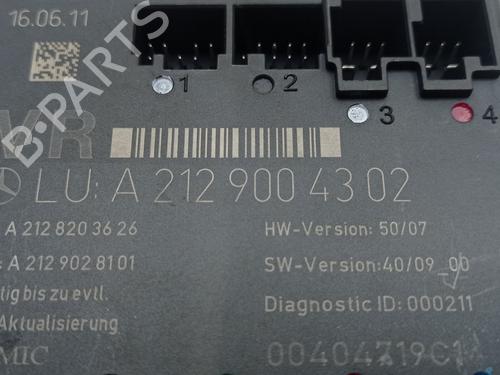 16.06.11
1 2 3 4
VR
LU: A 212 900 43 02
A 212 820 36 26
HW-Version: 50/07
: A 212 902 81 01
SW-Version: 40/09_00
tig bis zu evtl.
Diagnostic ID: 000211
Aktualisierung
MIC
00404719C1
B-PARTS